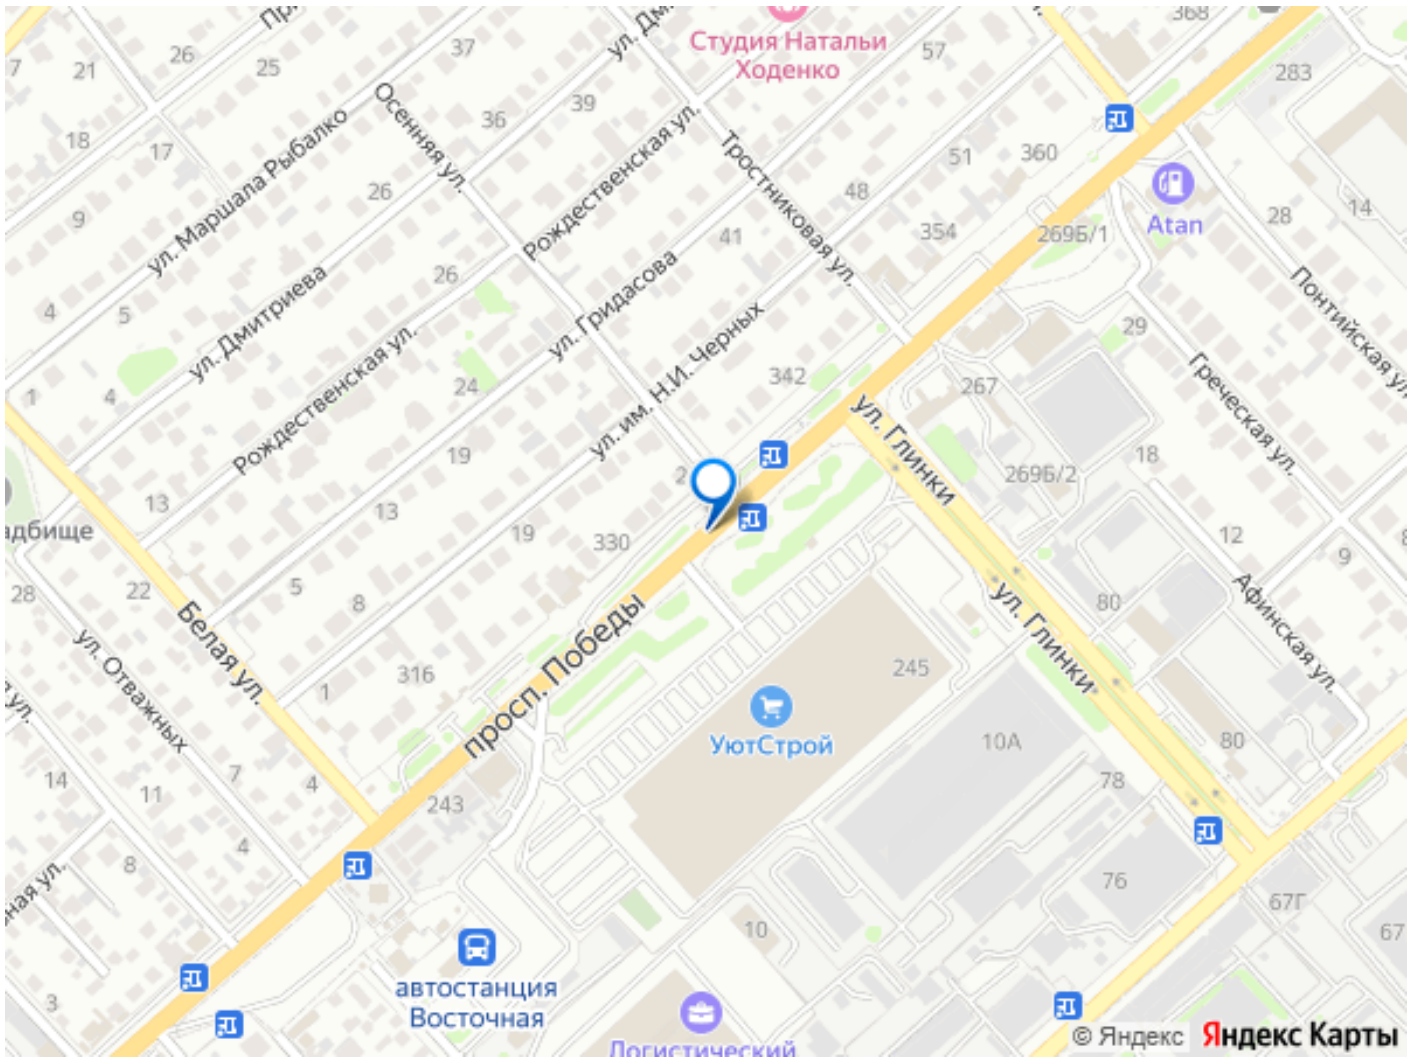 368
Студия Натальи
Ходенко
37
57
26
21
25
283
ул. Маршала Рыбалко
Осенняя ул.
36
39
18
17
Рождественская ул.
Тростниковая ул.
51
360
48
26
9
28
14
Atan
354
269Б/1
41
26
4
5
ул. Дмитриева
ул. Гридасова
Понтийская ул.
29
Рождественская ул.
ул. им. Н.И. Черных
342
24
267
1
4
Греческая ул.
ул. Глинки
19
18
269Б/2
13
13
19
330
12
9
28
22
5
8
80
Белая ул.
просп. Победы
ул. Глинки
Афинская ул.
ул. Отважных
316
1
245
УютСтрой
10А
80
78
14
11
7
4
243
4
8
76
67Г
67
10
автостанция
Восточная
3
Логистический
© Яндекс
Яндекс Карты